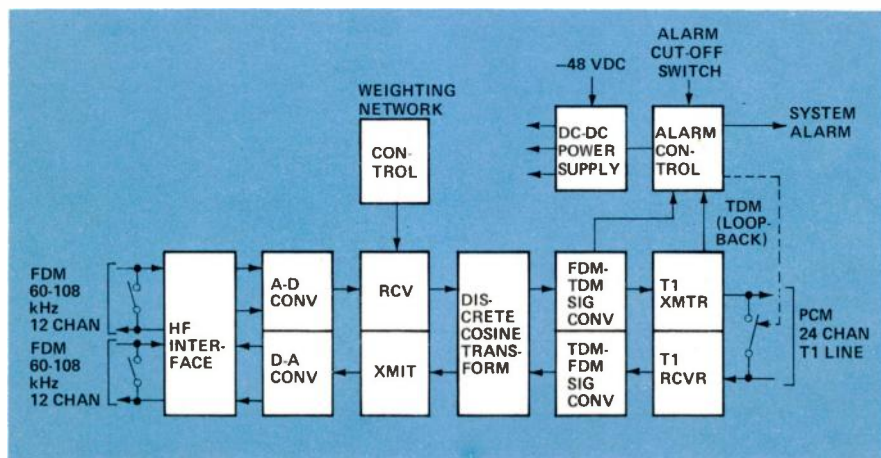 ALARM
CUT-OFF
SWITCH
–48 VDC
WEIGHTING
NETWORK
CON-
TROL
DC-DC
POWER
SUPPLY
ALARM
CON-
TROL
SYSTEM
ALARM
TDM
(LOOP-
BACK)
FDM
60-108
kHz
12 CHAN
FDM
60-108
kHz
12 CHAN
HF
INTER-
FACE
A-D
CONV
D-A
CONV
RCV
XMIT
DIS-
CRETE
COSINE
TRANS-
FORM
FDM-
TDM
SIG
CONV
TDM-
FDM
SIG
CONV
T1
XMTR
T1
RCVR
PCM
24 CHAN
T1 LINE